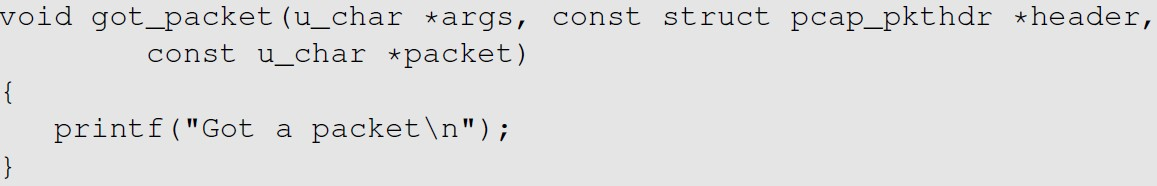 void got_packet(u_char *args, const struct pcap_pkthdr *header,
        const u_char *packet)
{
   printf("Got a packet\n");
}